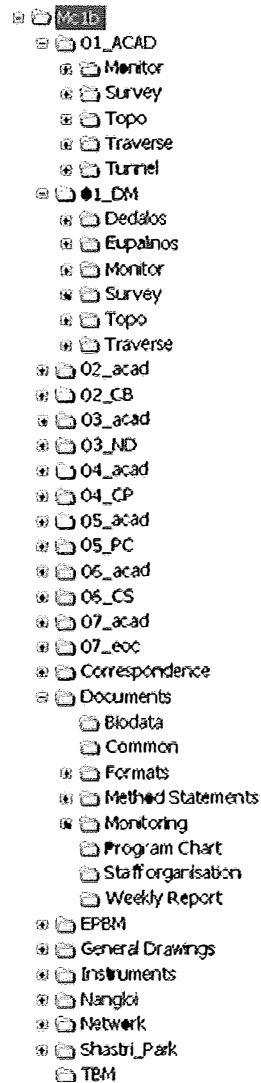 Mc1b
01_ACAD
Monitor
Survey
Topo
Traverse
Tunnel
01_DM
Dedalos
Eupalinos
Monitor
Survey
Topo
Traverse
02_acad
02_CB
03_acad
03_ND
04_acad
04_CP
05_acad
05_PC
06_acad
06_CS
07_acad
07_eoc
Correspondence
Documents
Biodata
Common
Formats
Method Statements
Monitoring
Program Chart
Staff organisation
Weekly Report
EPBM
General Drawings
Instruments
Nangloi
Network
Shastri_Park
TBM